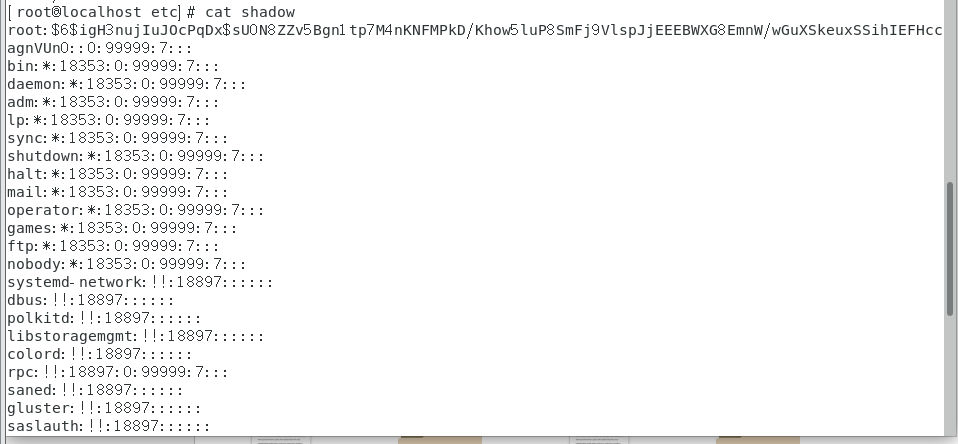 [root@localhost etc]# cat shadow
root:$6$igH3nujIuJOcPqDx$sU0N8ZZv5Bgn1tp7M4nKNFMPkD/Khow5luP8SmFj9VlspJjEEEBWXG8EmnW/wGuXSkeuxSSihIEFHcc
agnVUn0::0:99999:7:::
bin:*:18353:0:99999:7:::
daemon:*:18353:0:99999:7:::
adm:*:18353:0:99999:7:::
lp:*:18353:0:99999:7:::
sync:*:18353:0:99999:7:::
shutdown:*:18353:0:99999:7:::
halt:*:18353:0:99999:7:::
mail:*:18353:0:99999:7:::
operator:*:18353:0:99999:7:::
games:*:18353:0:99999:7:::
ftp:*:18353:0:99999:7:::
nobody:*:18353:0:99999:7:::
systemd-network:!!:18897::::::
dbus:!!:18897::::::
polkitd:!!:18897::::::
libstoragemgmt:!!:18897::::::
colord:!!:18897::::::
rpc:!!:18897:0:99999:7:::
saned:!!:18897::::::
gluster:!!:18897::::::
saslauth:!!:18897::::::